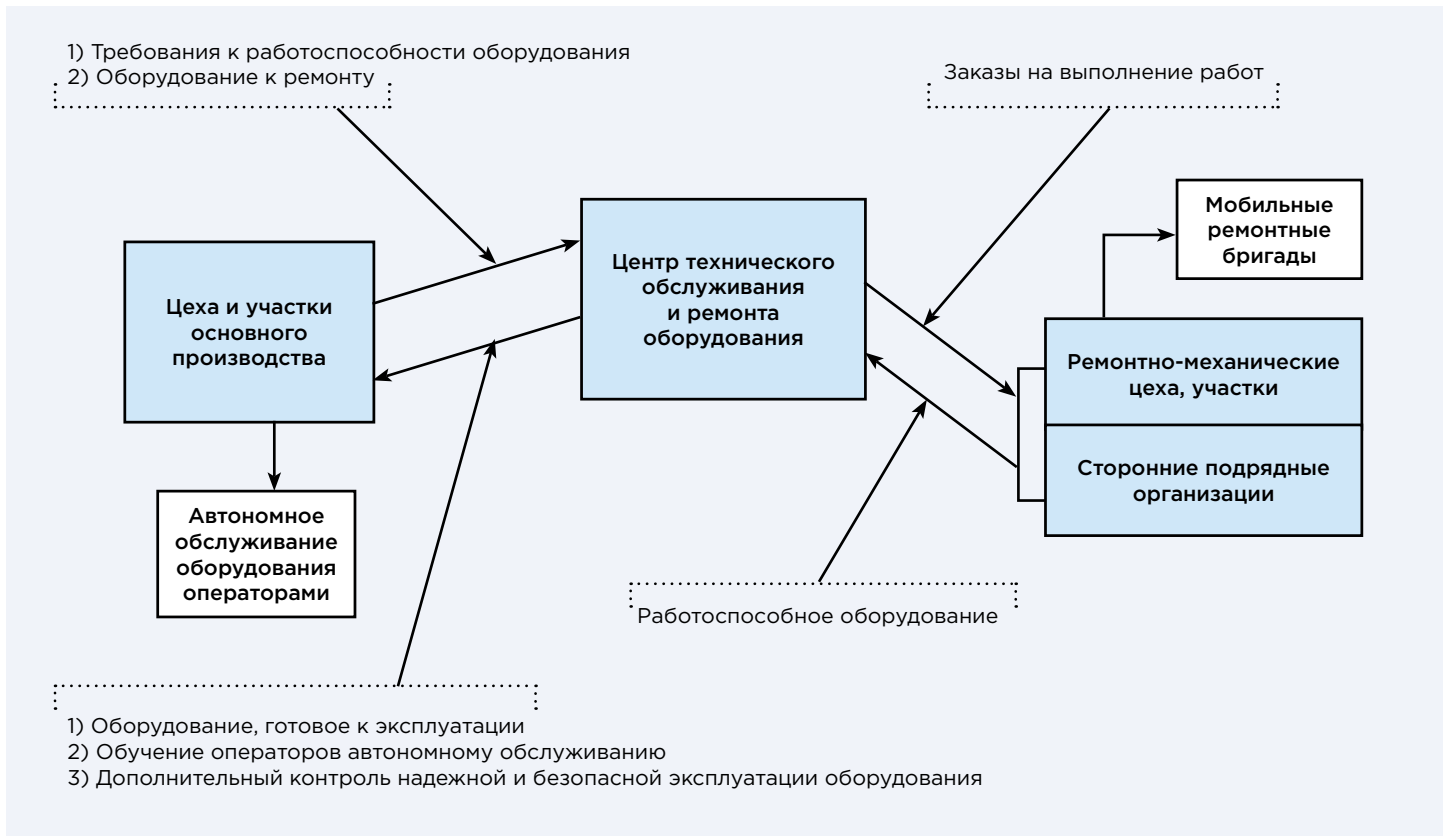 1) Требования к работоспособности оборудования
2) Оборудование к ремонту
Заказы на выполнение работ
Мобильные
ремонтные
бригады
Центр технического
обслуживания
и ремонта
оборудования
Цеха и участки
основного
производства
Ремонтно-механические
цеха, участки
Сторонние подрядные
организации
Автономное
обслуживание
оборудования
операторами
Работоспособное оборудование
1) Оборудование, готовое к эксплуатации
2) Обучение операторов автономному обслуживанию
3) Дополнительный контроль надежной и безопасной эксплуатации оборудования